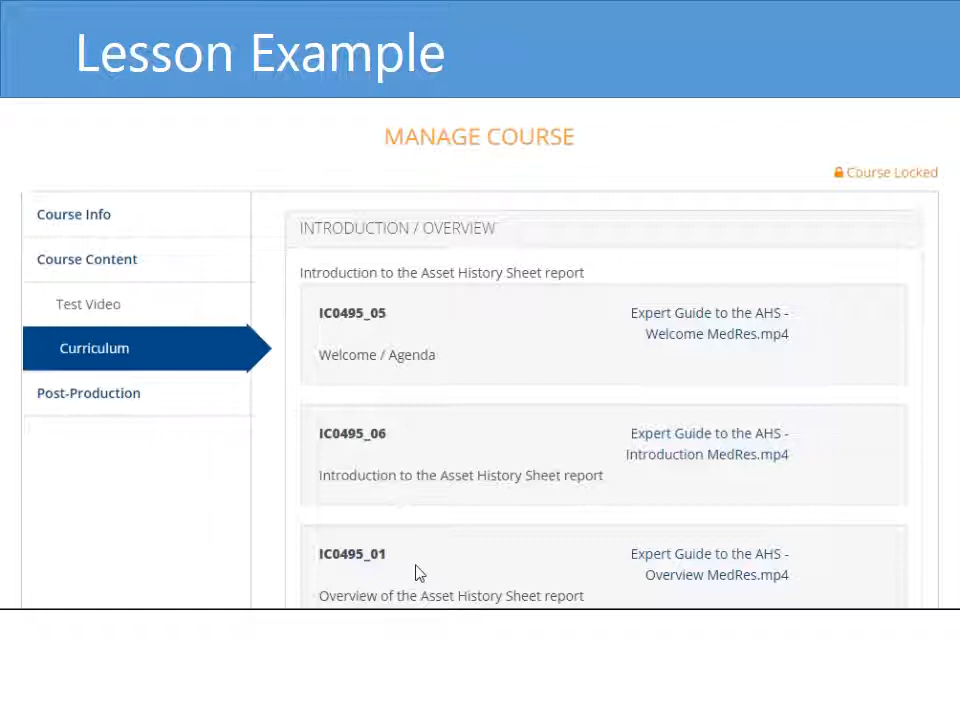 Lesson Example
MANAGE COURSE
Course Locked
Course Info
Course Content
Test Video
Curriculum
Post-Production
INTRODUCTION / OVERVIEW
Introduction to the Asset History Sheet report
IC0495_05
Expert Guide to the AHS -
Welcome MedRes.mp4
Welcome / Agenda
IC0495_06
Expert Guide to the AHS -
Introduction MedRes.mp4
Introduction to the Asset History Sheet report
IC0495_01
Expert Guide to the AHS -
Overview MedRes.mp4
Overview of the Asset History Sheet report